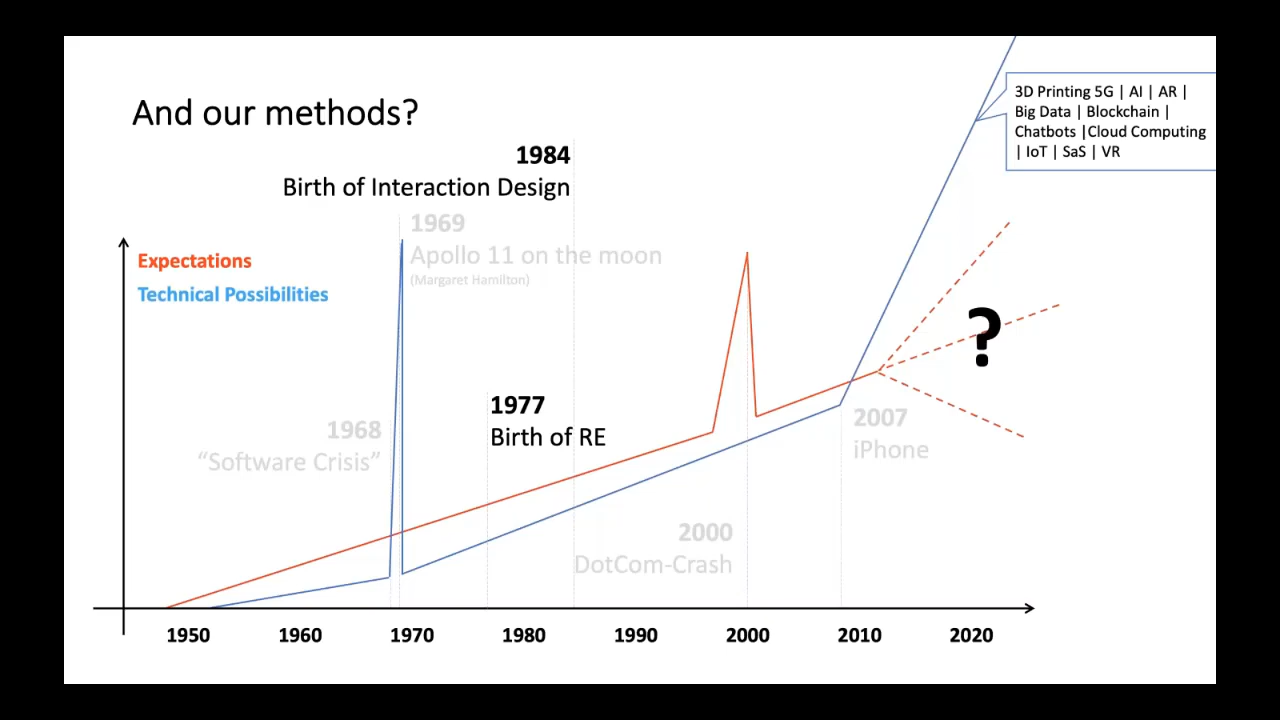 And our methods?
1984
Birth of Interaction Design
3D Printing 5G | AI | AR |
Big Data | Blockchain |
Chatbots |Cloud Computing
| IoT | SaS | VR
1969
Apollo 11 on the moon
(Margaret Hamilton)
Expectations
Technical Possibilities
?
1977
Birth of RE
1968
“Software Crisis”
2007
iPhone
2000
DotCom-Crash
1950 1960 1970 1980 1990 2000 2010 2020